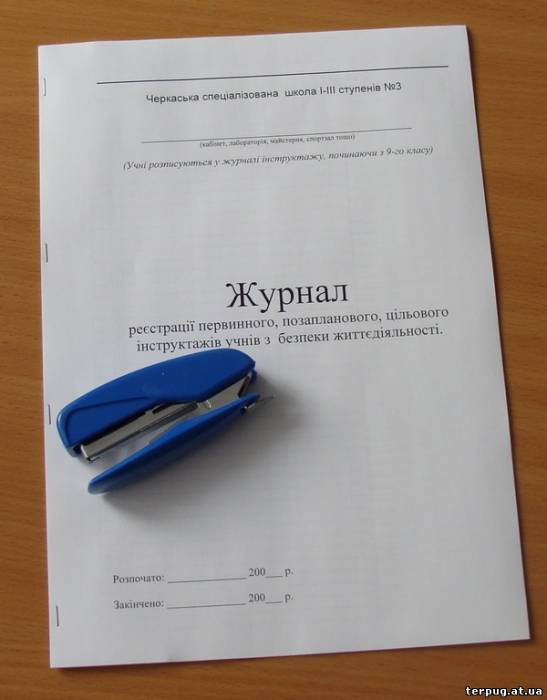 Черкаська спеціалізована школа І-ІІІ ступенів №3
(кабінет, лабораторія, майстерня, спортзал тощо)
(Учні розписуються у журналі інструктажу, починаючи з 9-го класу)
Журнал
реєстрації первинного, позапланового, цільового
інструктажів учнів з безпеки життєдіяльності.
Розпочато: ______________ 200___ р.
Закінчено: ______________ 200___ р.
terpug.at.ua